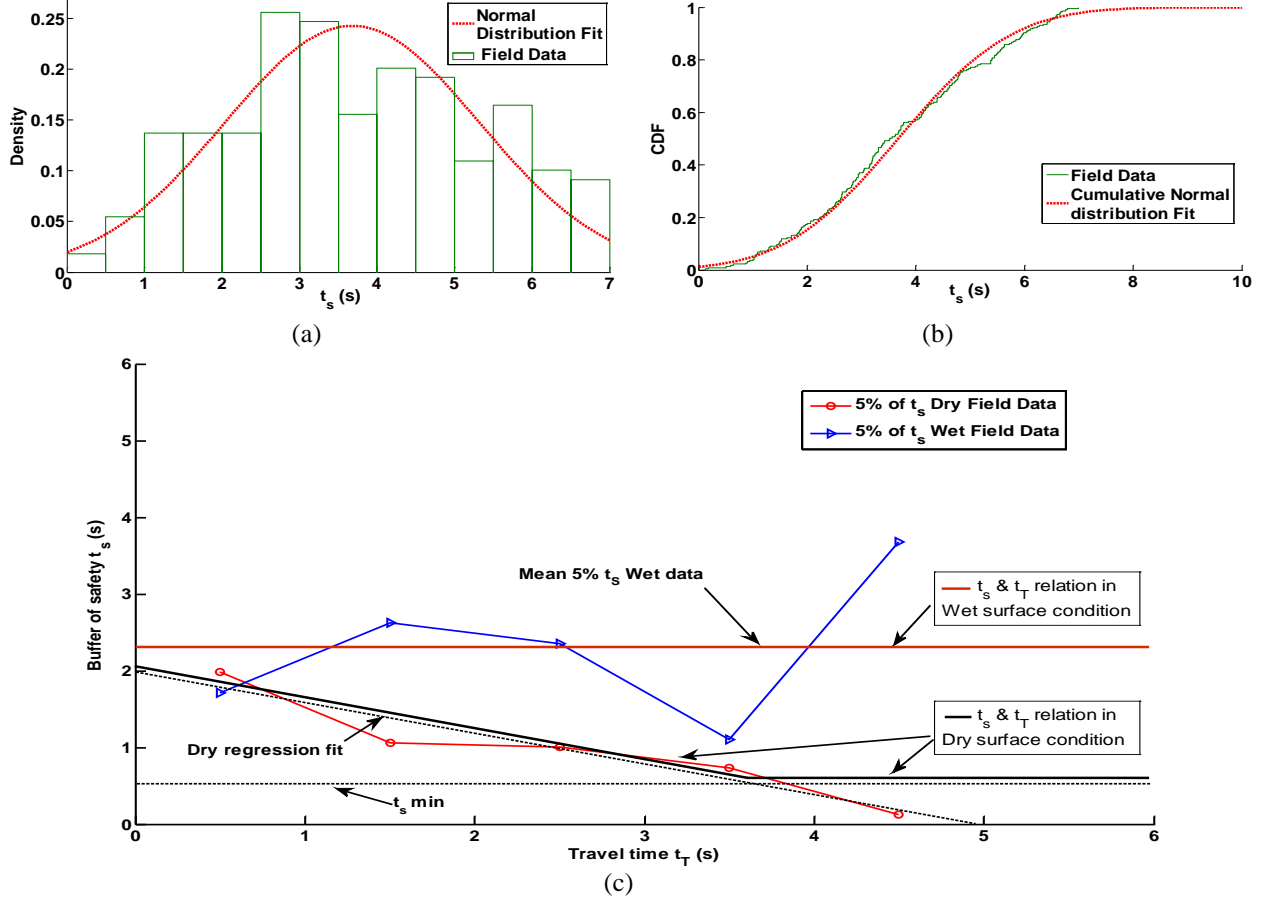 0.25
0.2
0.15
0.1
0.05
0
Density
0 1 2 3 4 5 6 7
t_s (s)
Normal
Distribution Fit
Field Data
(a)
1
0.8
0.6
0.4
0.2
0
CDF
0 2 4 6 8 10
t_s (s)
Field Data
Cumulative Normal
distribution Fit
(b)
6
5
4
3
2
1
0
Buffer of safety t_s (s)
0 1 2 3 4 5 6
Travel time t_T (s)
5% of t_s Dry Field Data
5% of t_s Wet Field Data
Mean 5% t_s Wet data
t_s & t_T relation in
Wet surface condition
Dry regression fit
t_s & t_T relation in
Dry surface condition
t_s min
(c)